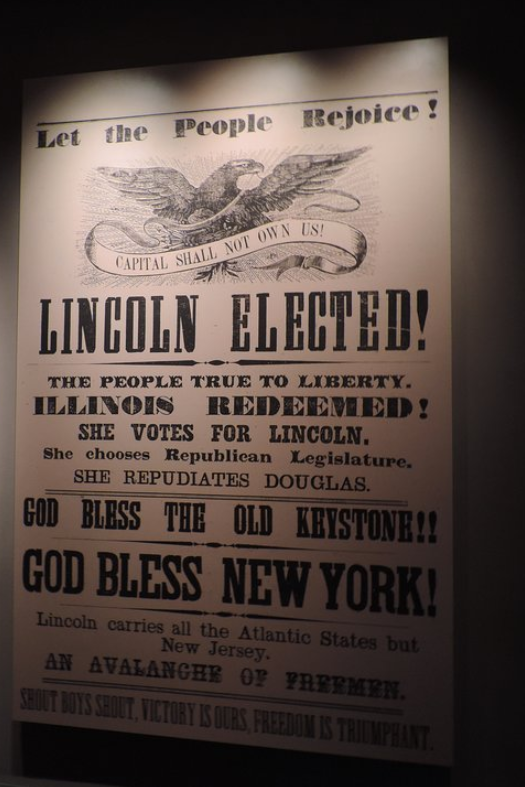 Let the People Rejoice!
CAPITAL SHALL NOT OWN US!
LINCOLN ELECTED!
THE PEOPLE TRUE TO LIBERTY.
ILLINOIS REDEEMED!
SHE VOTES FOR LINCOLN.
She chooses Republican Legislature.
SHE REPUDIATES DOUGLAS.
GOD BLESS THE OLD KEYSTONE!!
GOD BLESS NEW YORK!
Lincoln carries all the Atlantic States but
New Jersey.
AN AVALANCHE OF FREEMEN.
SHOUT BOYS SHOUT, VICTORY IS OURS, FREEDOM IS TRIUMPHANT.